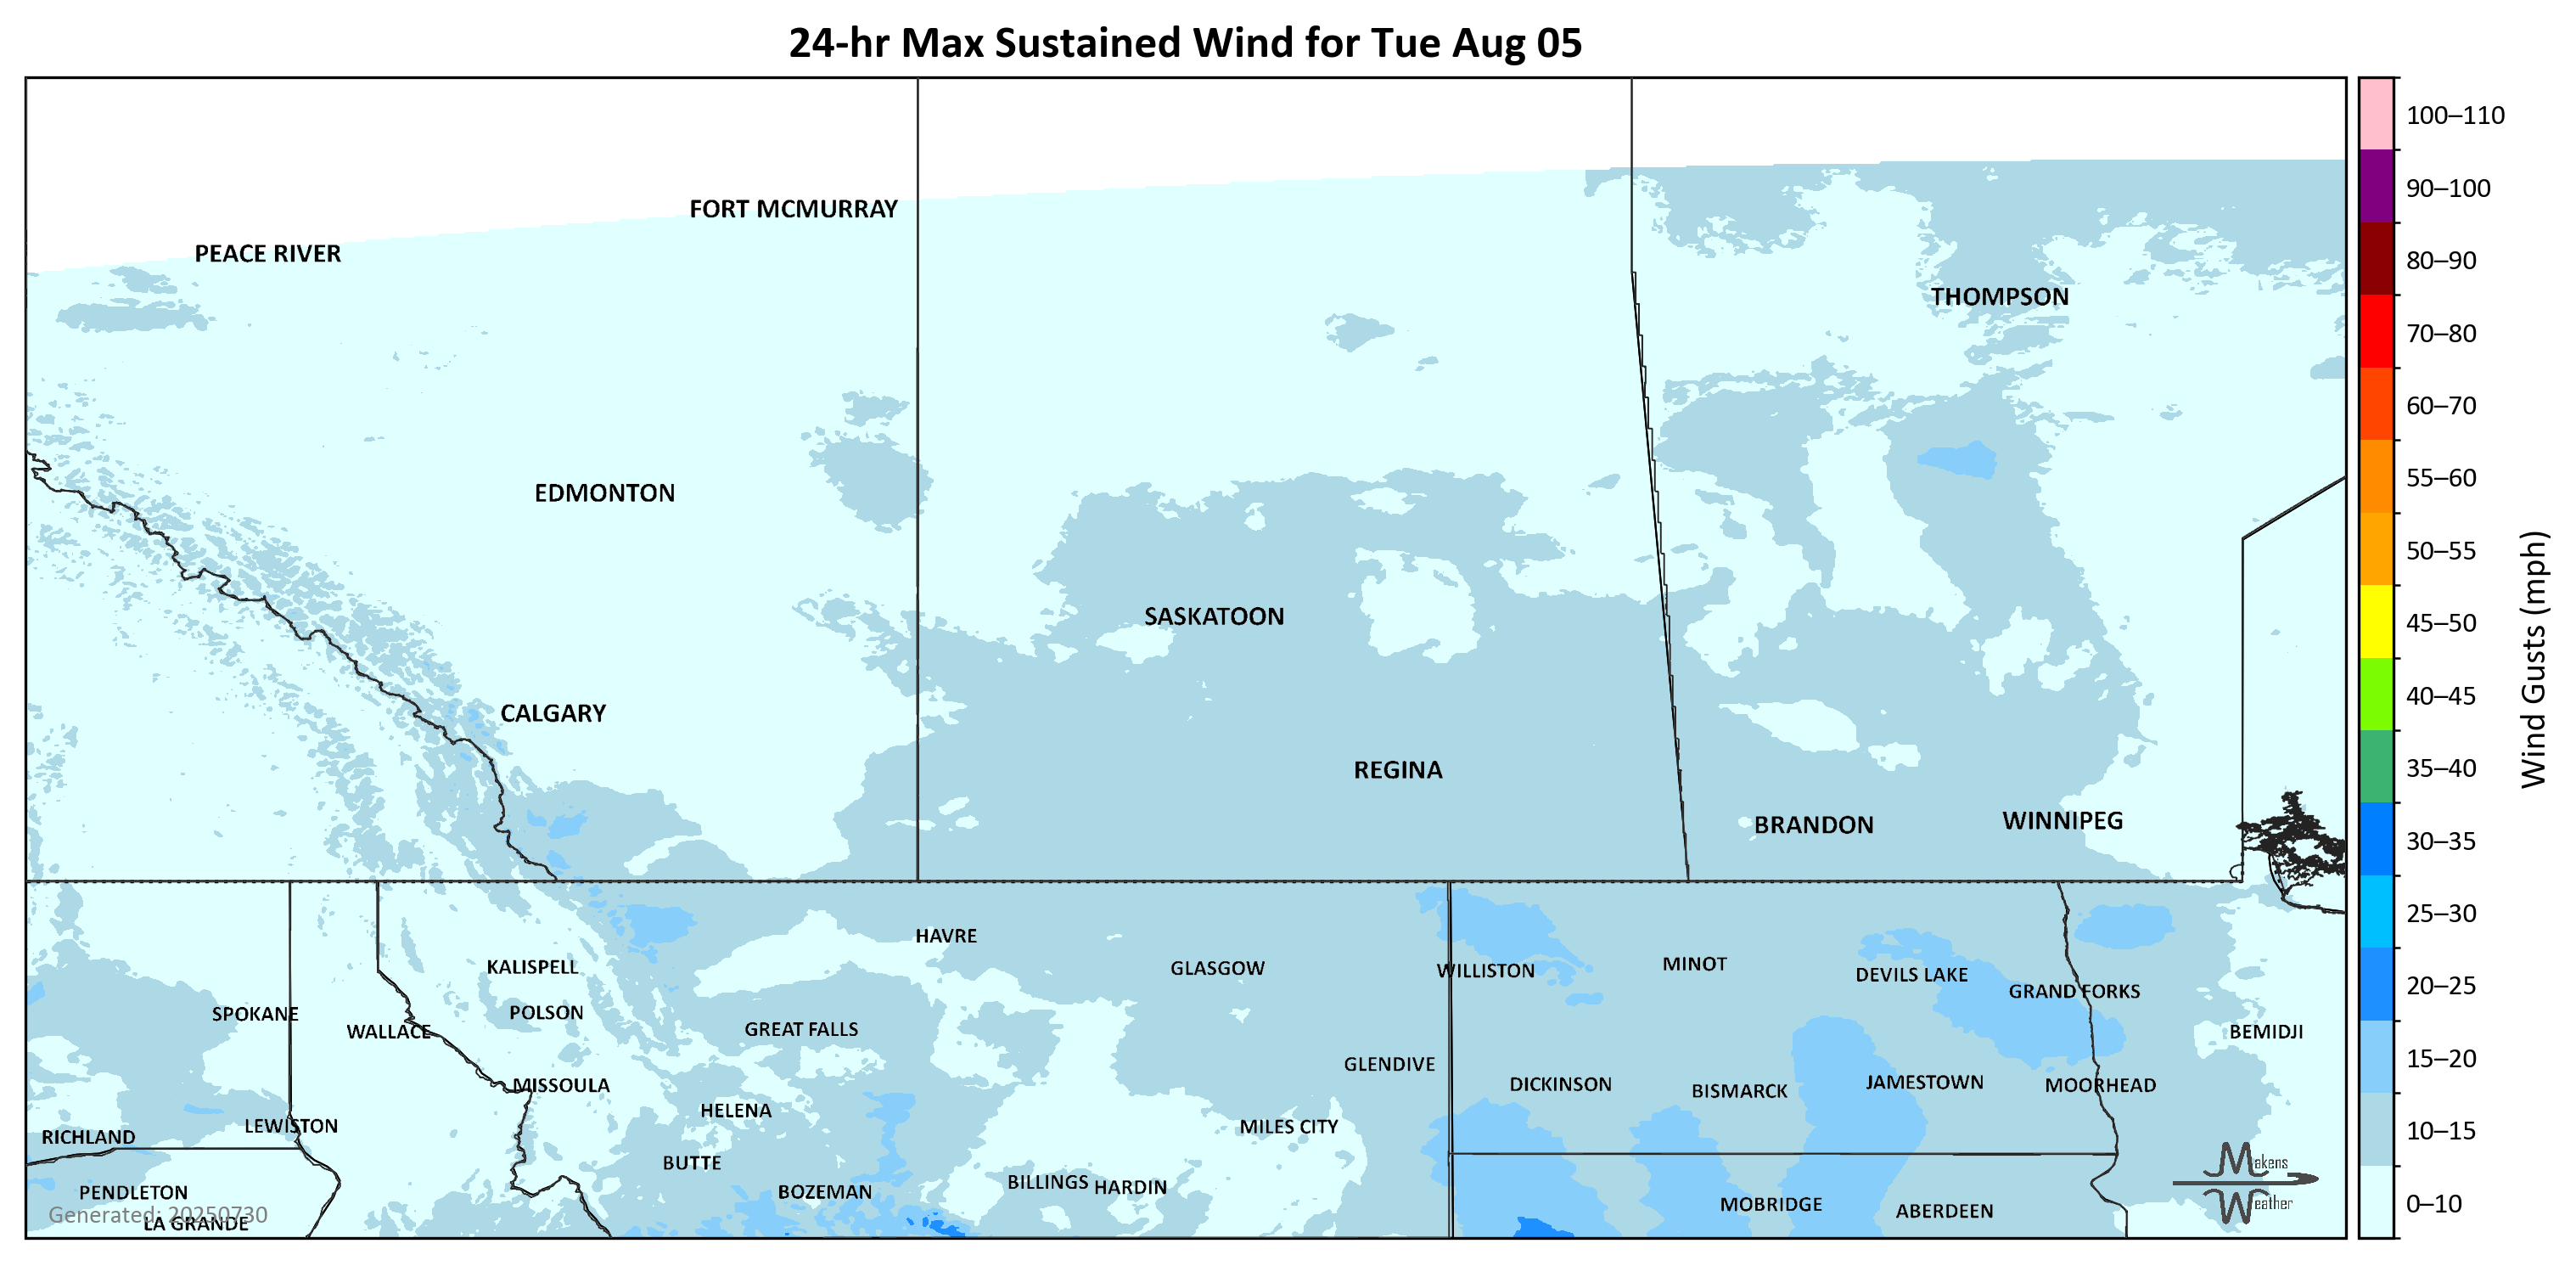 24-hr Max Sustained Wind for Tue Aug 05
100–110
90–100
80–90
70–80
60–70
55–60
50–55
45–50
40–45
35–40
30–35
25–30
20–25
15–20
10–15
0–10
Wind Gusts (mph)
FORT MCMURRAY
PEACE RIVER
THOMPSON
EDMONTON
SASKATOON
CALGARY
REGINA
WINNIPEG
BRANDON
HAVRE
MINOT
KALISPELL
GLASGOW
WILLISTON
DEVILS LAKE
GRAND FORKS
POLSON
SPOKANE
GREAT FALLS
WALLACE
BEMIDJI
GLENDIVE
JAMESTOWN
DICKINSON
MISSOULA
MOORHEAD
BISMARCK
HELENA
LEWISTON
MILES CITY
RICHLAND
BUTTE
BILLINGS
HARDIN
PENDLETON
BOZEMAN
MOBRIDGE
ABERDEEN
Generated: 20250730
LA GRANDE
Makens
Weather